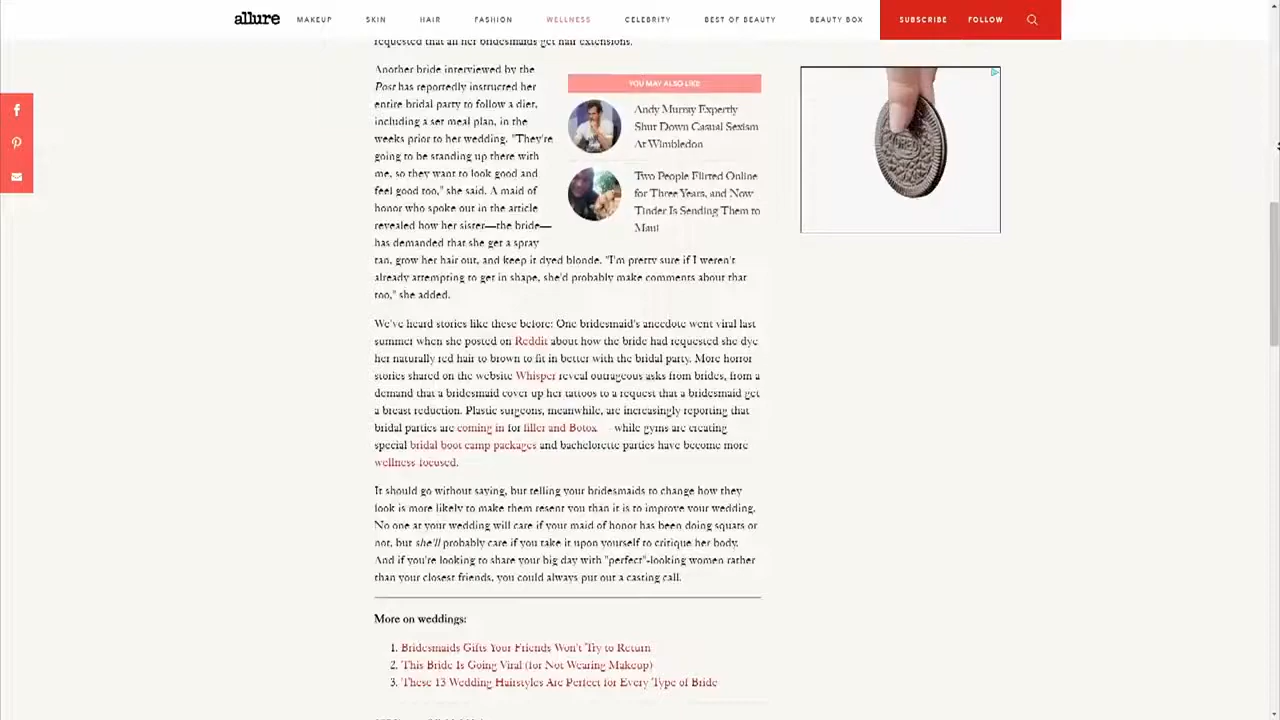 allure
MAKEUP
SKIN
HAIR
FASHION
WELLNESS
CELEBRITY
BEST OF BEAUTY
BEAUTY BOX
SUBSCRIBE
FOLLOW
requested that all her bridesmaids get hair extensions.
Another bride interviewed by the
Post has reportedly instructed her
entire bridal party to follow a diet,
including a set meal plan, in the
weeks prior to her wedding. "They're
going to be standing up there with
me, so they want to look good and
feel good too," she said. A maid of
honor who spoke out in the article
revealed how her sister—the bride—
has demanded that she get a spray
tan, grow her hair out, and keep it dyed blonde. "I'm pretty sure if I weren't
already attempting to get in shape, she'd probably make comments about that
too," she added.
YOU MAY ALSO LIKE
Andy Murray Expertly
Shut Down Casual Sexism
At Wimbledon
Two People Flirted Online
for Three Years, and Now
Tinder Is Sending Them to
Maui
We've heard stories like these before: One bridesmaid's anecdote went viral last
summer when she posted on Reddit about how the bride had requested she dye
her naturally red hair to brown to fit in better with the bridal party. More horror
stories shared on the website Whisper reveal outrageous asks from brides, from a
demand that a bridesmaid cover up her tattoos to a request that a bridesmaid get
a breast reduction. Plastic surgeons, meanwhile, are increasingly reporting that
bridal parties are coming in for filler and Botox — while gyms are creating
special bridal boot camp packages and bachelorette parties have become more
wellness-focused.
It should go without saying, but telling your bridesmaids to change how they
look is more likely to make them resent you than it is to improve your wedding.
No one at your wedding will care if your maid of honor has been doing squats or
not, but she'll probably care if you take it upon yourself to critique her body.
And if you're looking to share your big day with "perfect"-looking women rather
than your closest friends, you could always put out a casting call.
More on weddings:
1. Bridesmaids Gifts Your Friends Won't Try to Return
2. This Bride Is Going Viral (for Not Wearing Makeup)
3. These 13 Wedding Hairstyles Are Perfect for Every Type of Bride